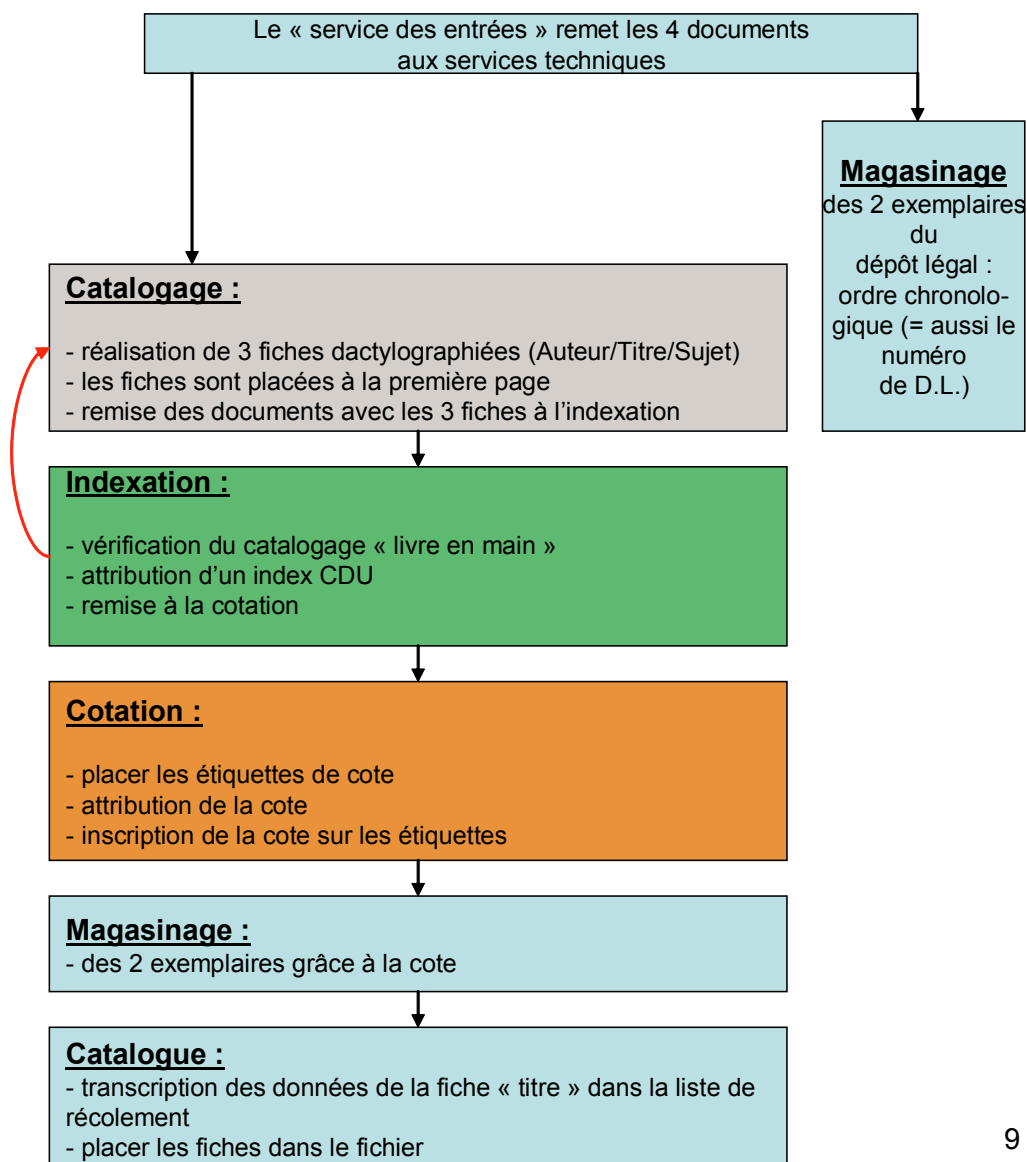 Le « service des entrées » remet les 4 documents
aux services techniques
Magasinage
des 2 exemplaires
du
dépôt légal :
ordre chronolo-
gique (= aussi le
numéro
de D.L.)
Catalogage :
- réalisation de 3 fiches dactylographiées (Auteur/Titre/Sujet)
- les fiches sont placées à la première page
- remise des documents avec les 3 fiches à l’indexation
Indexation :
- vérification du catalogage « livre en main »
- attribution d’un index CDU
- remise à la cotation
Cotation :
- placer les étiquettes de cote
- attribution de la cote
- inscription de la cote sur les étiquettes
Magasinage :
- des 2 exemplaires grâce à la cote
Catalogue :
- transcription des données de la fiche « titre » dans la liste de
récolement
- placer les fiches dans le fichier
9